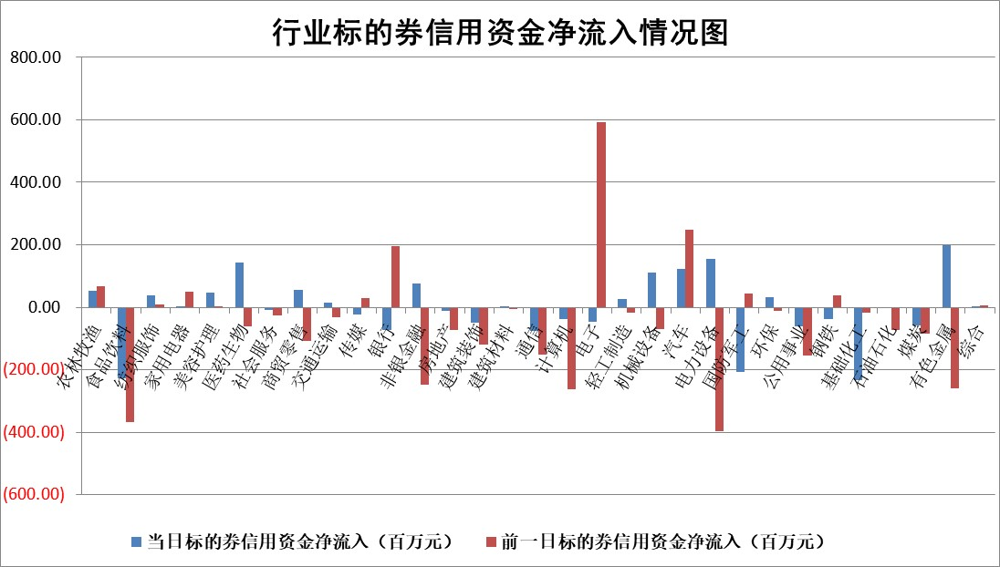 行业标的券信用资金净流入情况图
800.00
600.00
400.00
200.00
0.00
(200.00)
(400.00)
(600.00)
农林牧渔
食品饮料
纺织服饰
家用电器
美容护理
医药生物
社会服务
商贸零售
交通运输
传媒
银行
非银金融
房地产
建筑装饰
建筑材料
通信
计算机
电子
轻工制造
机械设备
汽车
电力设备
国防军工
环保
公用事业
钢铁
基础化工
石油石化
煤炭
有色金属
综合
当日标的券信用资金净流入（百万元）
前一日标的券信用资金净流入（百万元）